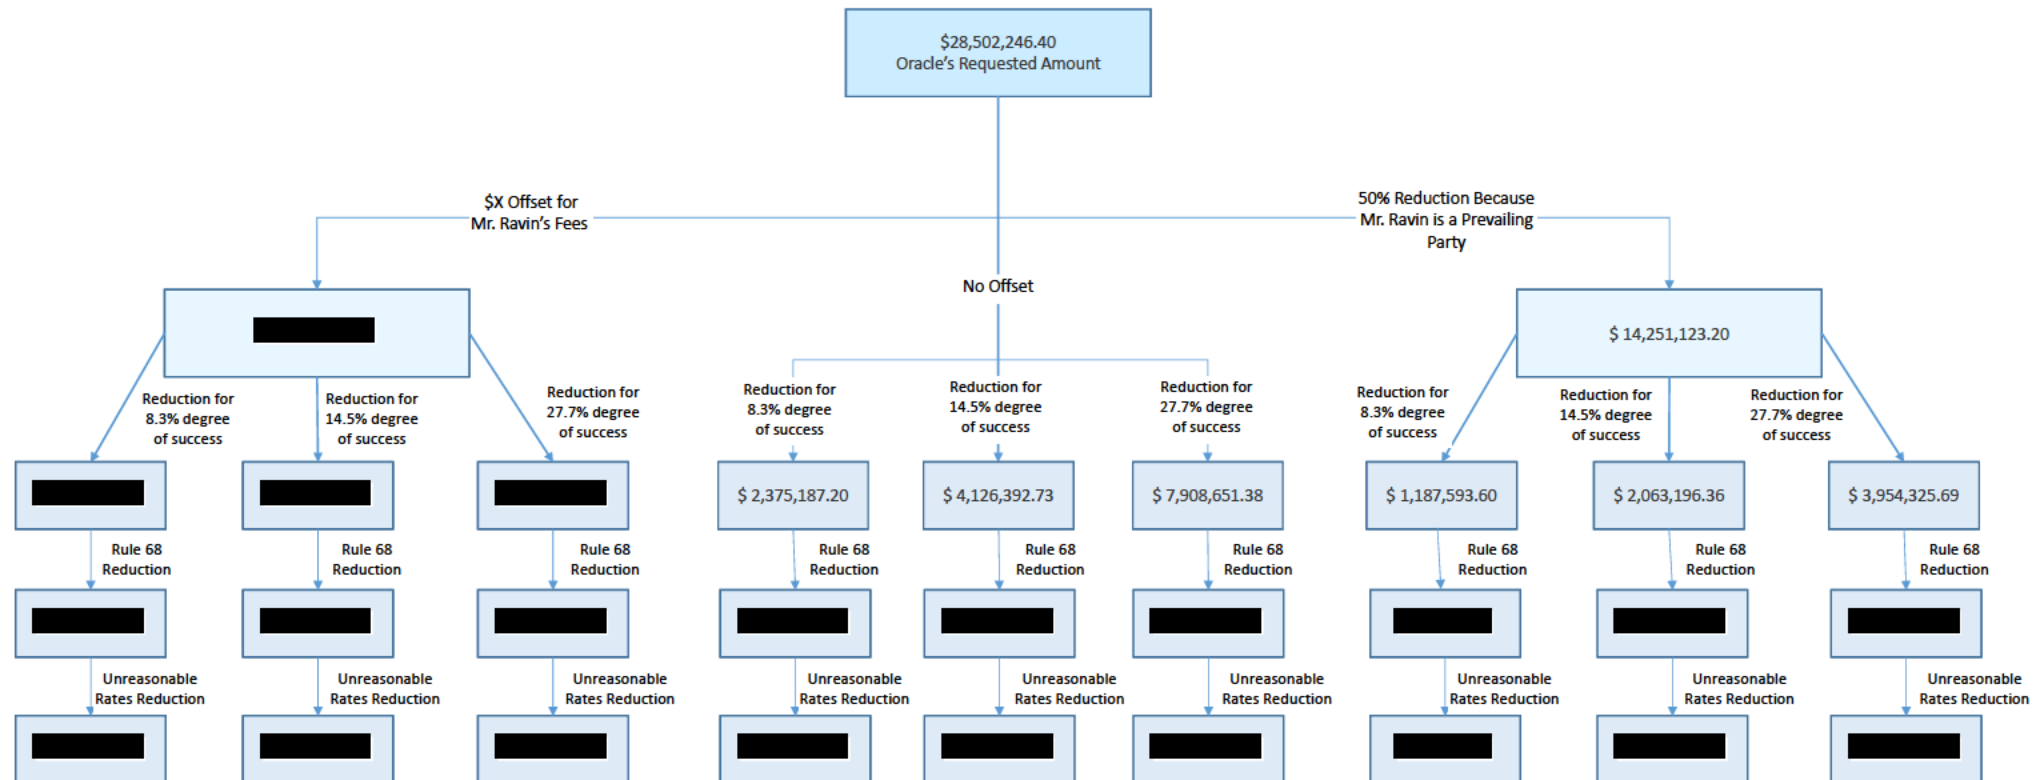 $28,502,246.40
Oracle's Requested Amount
$X Offset for
Mr. Ravin's Fees
50% Reduction Because
Mr. Ravin is a Prevailing
Party
No Offset
$ 14,251,123.20
Reduction for
8.3% degree
of success
Reduction for
14.5% degree
of success
Reduction for
27.7% degree
of success
Reduction for
8.3% degree
of success
Reduction for
14.5% degree
of success
Reduction for
27.7% degree
of success
Reduction for
8.3% degree
of success
Reduction for
14.5% degree
of success
Reduction for
27.7% degree
of success
$ 2,375,187.20
$ 4,126,392.73
$ 7,908,651.38
$ 1,187,593.60
$ 2,063,196.36
$ 3,954,325.69
Rule 68
Reduction
Rule 68
Reduction
Rule 68
Reduction
Rule 68
Reduction
Rule 68
Reduction
Rule 68
Reduction
Rule 68
Reduction
Rule 68
Reduction
Rule 68
Reduction
Unreasonable
Rates Reduction
Unreasonable
Rates Reduction
Unreasonable
Rates Reduction
Unreasonable
Rates Reduction
Unreasonable
Rates Reduction
Unreasonable
Rates Reduction
Unreasonable
Rates Reduction
Unreasonable
Rates Reduction
Unreasonable
Rates Reduction